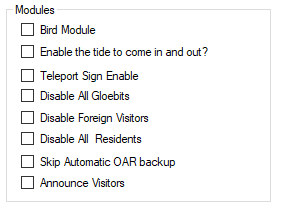 Modules
Bird Module
Enable the tide to come in and out?
Teleport Sign Enable
Disable All Gloebits
Disable Foreign Visitors
Disable All  Residents
Skip Automatic OAR backup
Announce Visitors